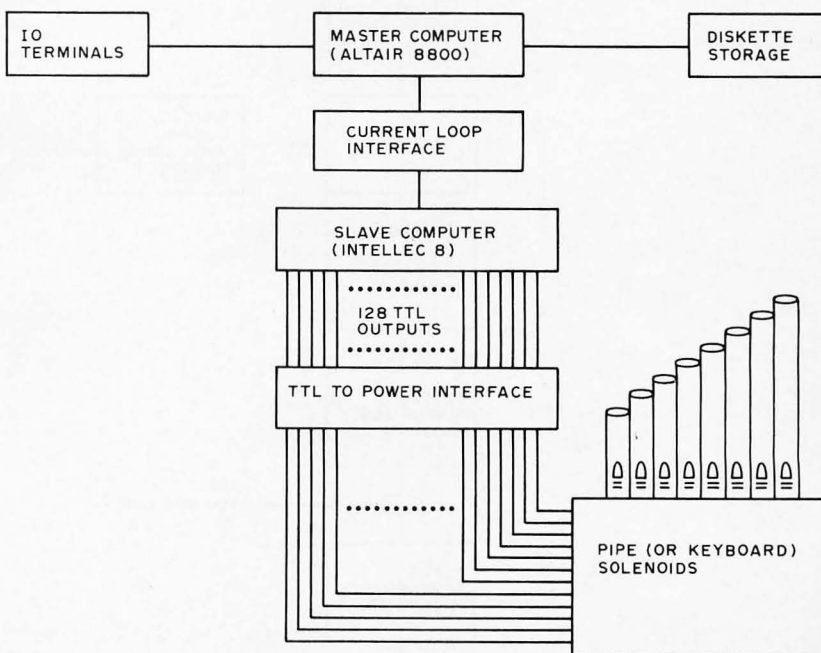 IO
TERMINALS
MASTER COMPUTER
(ALTAIR 8800)
DISKETTE
STORAGE
CURRENT LOOP
INTERFACE
SLAVE COMPUTER
(INTELLEC 8)
128 TTL
OUTPUTS
TTL TO POWER INTERFACE
PIPE (OR KEYBOARD)
SOLENOIDS